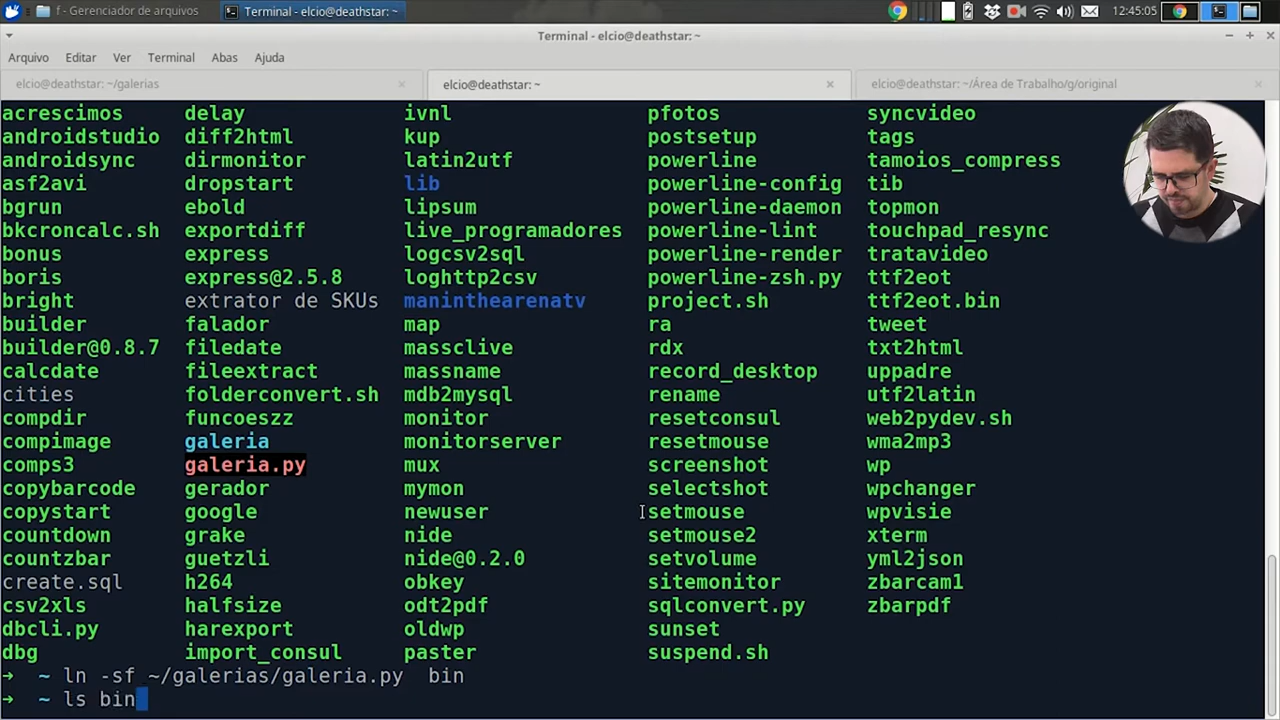 f - Gerenciador de arquivos Terminal - elcio@deathstar: ~ 12:45:05
Terminal - elcio@deathstar: ~
Arquivo Editar Ver Terminal Abas Ajuda
elcio@deathstar: ~/galerias elcio@deathstar: ~ elcio@deathstar: ~/Área de Trabalho/g/original
acrescimos delay ivnl pfotos syncvideo
androidstudio diff2html kup postsetup tags
androidsync dirmonitor latin2utf powerline tamoios_compress
asf2avi dropstart lib powerline-config tib
bgrun ebold lipsum powerline-daemon topmon
bkcroncalc.sh exportdiff live_programadores powerline-lint touchpad_resync
bonus express logcsv2sql powerline-render tratavideo
boris express@2.5.8 loghttp2csv powerline-zsh.py ttf2eot
bright extrator de SKUs maninthearenatv project.sh ttf2eot.bin
builder falador map ra tweet
builder@0.8.7 filedate massclive rdx txt2html
calcdate fileextract massname record_desktop uppadre
cities folderconvert.sh mdb2mysql rename utf2latin
compdir funcoeszz monitor resetconsul web2pydev.sh
compimage galeria monitorserver resetmouse wma2mp3
comps3 galeria.py mux screenshot wp
copybarcode gerador mymon selectshot wpchanger
copystart google newuser setmouse wpvisie
countdown grake nide setmouse2 xterm
countzbar guetzli nide@0.2.0 setvolume yml2json
create.sql h264 obkey sitemonitor zbarcam1
csv2xls halfsize odt2pdf sqlconvert.py zbarpdf
dbcli.py harexport oldwp sunset
dbg import_consul paster suspend.sh
➜ ~ ln -sf ~/galerias/galeria.py bin
➜ ~ ls bin